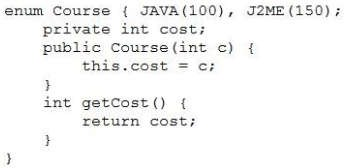 enum Course { JAVA(100), J2ME(150);
    private int cost;
    public Course(int c) {
        this.cost = c;
    }
    int getCost() {
        return cost;
    }
}